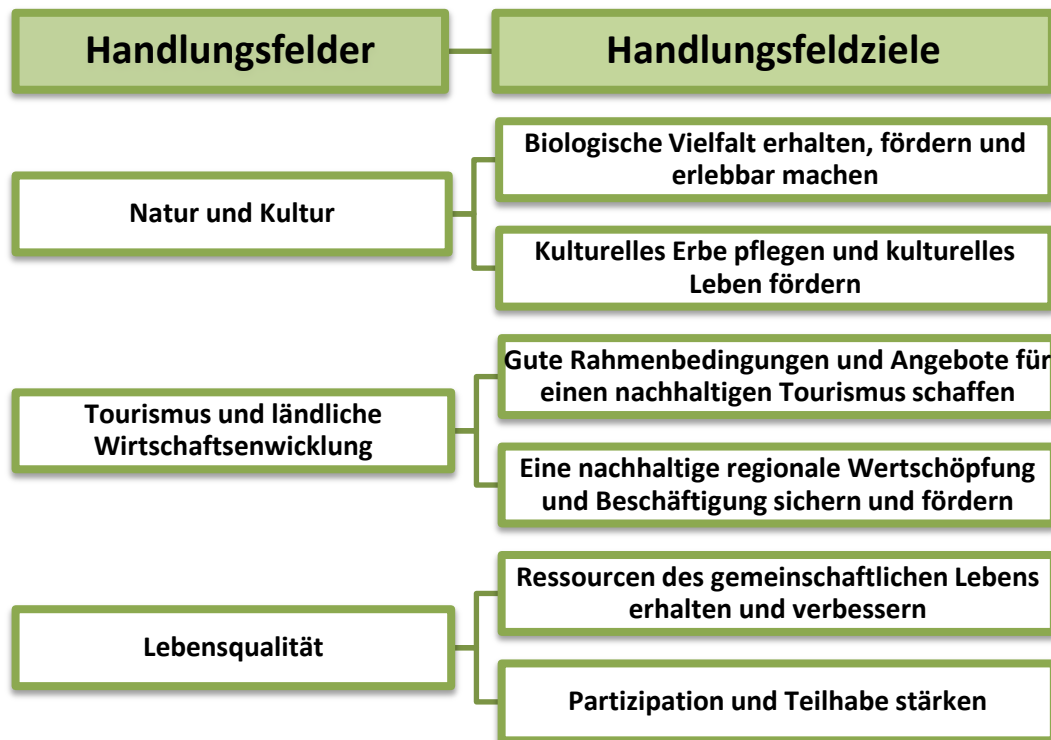 Handlungsfelder
Handlungsfeldziele
Natur und Kultur
Biologische Vielfalt erhalten, fördern und
erlebbar machen
Kulturelles Erbe pflegen und kulturelles
Leben fördern
Tourismus und ländliche
Wirtschaftsenwicklung
Gute Rahmenbedingungen und Angebote für
einen nachhaltigen Tourismus schaffen
Eine nachhaltige regionale Wertschöpfung
und Beschäftigung sichern und fördern
Lebensqualität
Ressourcen des gemeinschaftlichen Lebens
erhalten und verbessern
Partizipation und Teilhabe stärken